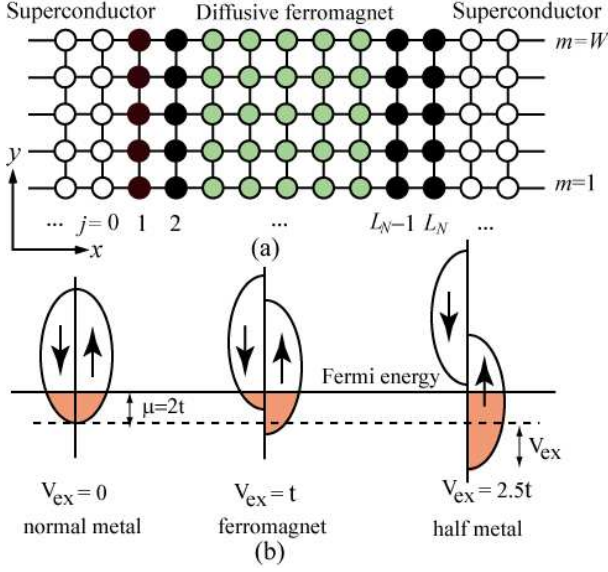 Superconductor Diffusive ferromagnet Superconductor
m=W
y
m=1
... j= 0 1 2 ... L_N−1 L_N ...
x
(a)
Fermi energy
μ=2t
V_ex
V_ex = 0 V_ex = t V_ex = 2.5t
normal metal ferromagnet half metal
(b)